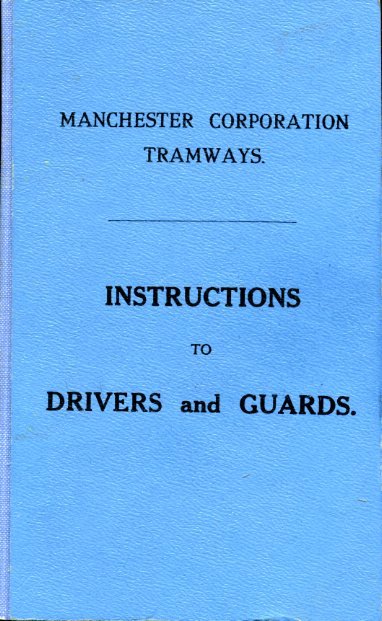 MANCHESTER CORPORATION
TRAMWAYS.
INSTRUCTIONS
TO
DRIVERS and GUARDS.